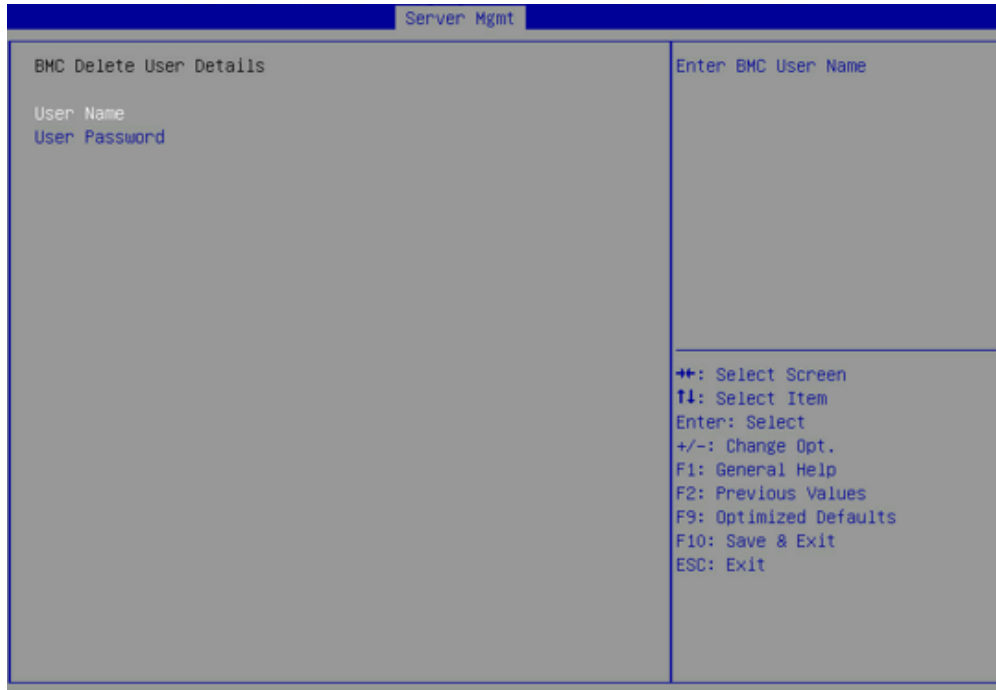 Server Mgmt
BMC Delete User Details
User Name
User Password
Enter BMC User Name
→←: Select Screen
↑↓: Select Item
Enter: Select
+/-: Change Opt.
F1: General Help
F2: Previous Values
F9: Optimized Defaults
F10: Save & Exit
ESC: Exit